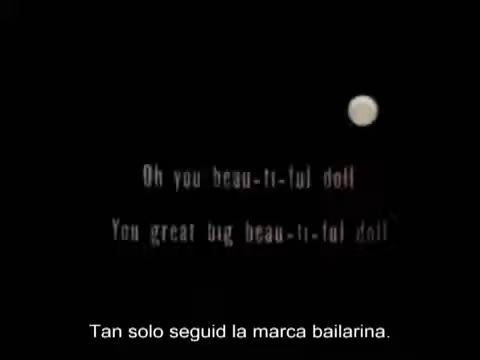 Oh you beau-ti-ful doll
You great big beau-ti-ful doll
Tan solo seguid la marca bailarina.